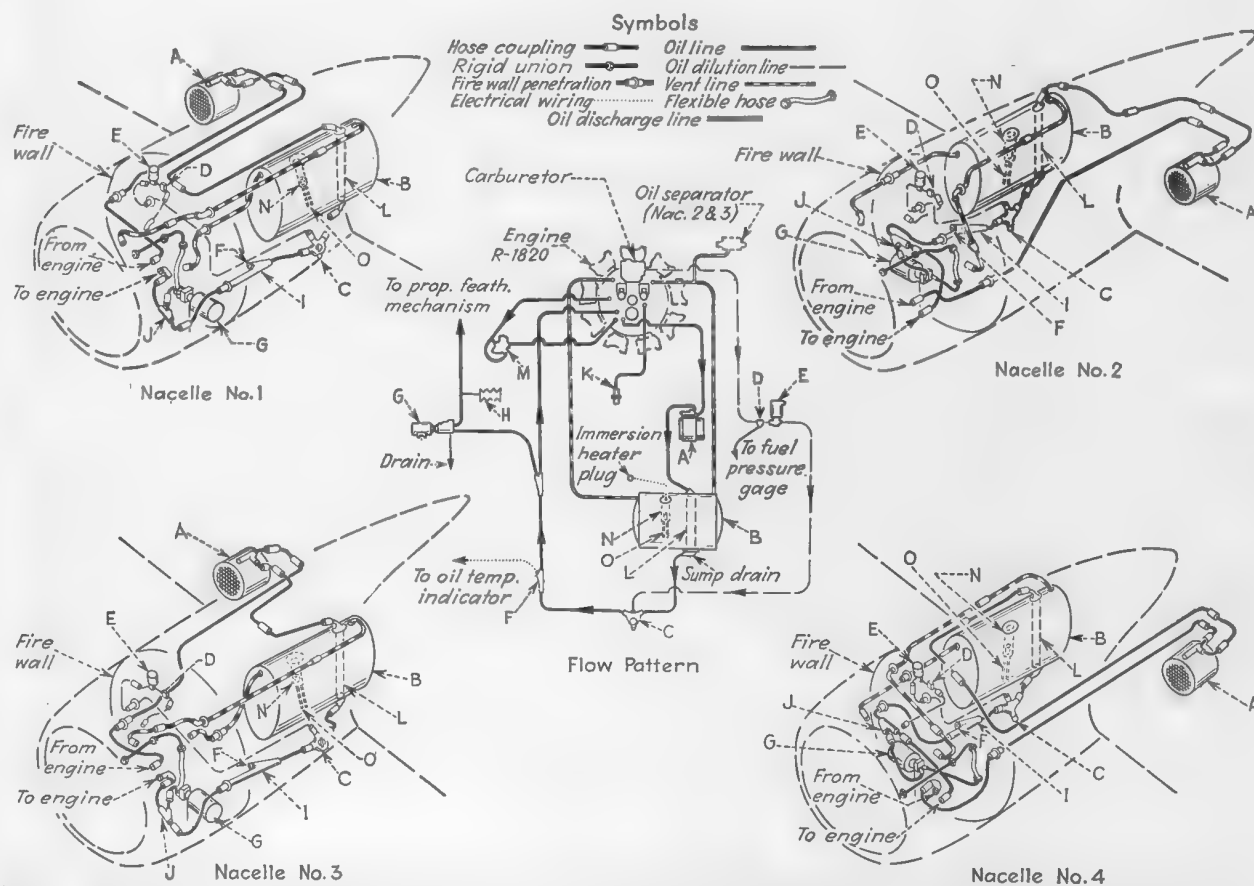 Symbols
Hose coupling
Oil line
Rigid union
Oil dilution line
Fire wall penetration
Vent line
Electrical wiring
Flexible hose
Oil discharge line
A
E
Fire
wall
D
B
N
L
From
engine
F
To engine
O
I
C
J
G
Nacelle No.1
O
N
D
E
B
Fire wall
J
A
L
G
From
engine
I
C
To engine
F
Nacelle No.2
Carburetor
Oil separator
(Nac. 2 & 3)
Engine
R-1820
To prop. feath.
mechanism
M
K
D
E
G
H
Immersion
heater
plug
A
To fuel
pressure
gage
Drain
N
B
O
L
Sump drain
To oil temp.
indicator
F
C
Flow Pattern
A
E
Fire
wall
D
B
N
L
From
engine
F
O
C
To engine
I
J
G
Nacelle No.3
O
N
E
Fire
wall
D
B
L
A
J
F
G
C
From
engine
I
To engine
Nacelle No.4